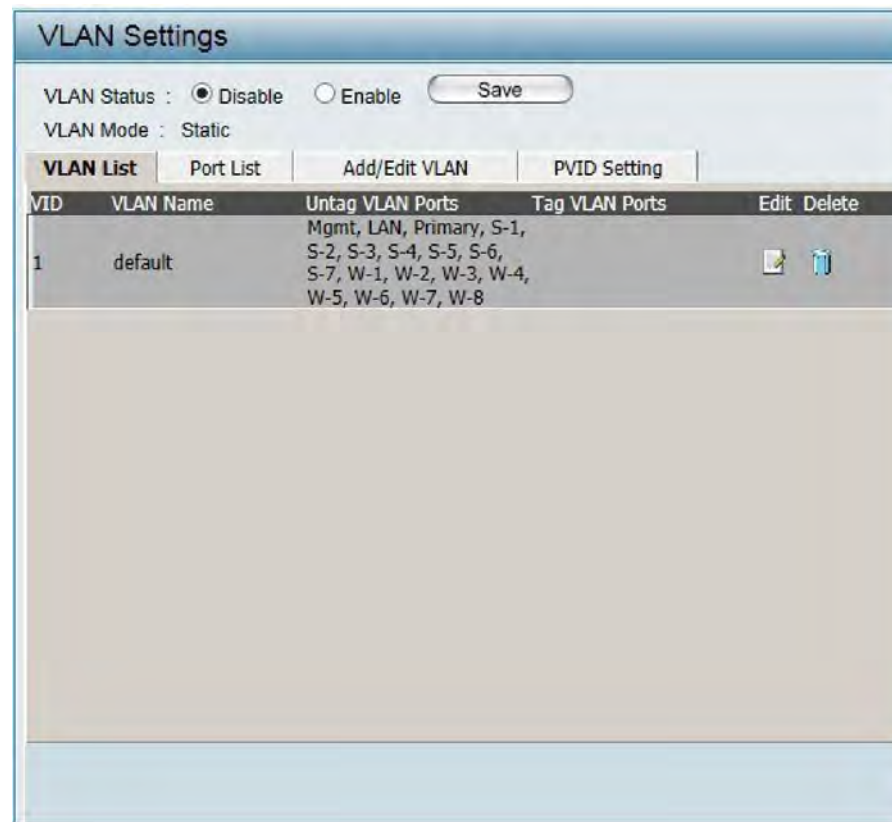 VLAN Settings
VLAN Status : Disable Enable Save
VLAN Mode : Static
VLAN List Port List Add/Edit VLAN PVID Setting
VID VLAN Name Untag VLAN Ports Tag VLAN Ports Edit Delete
Mgmt, LAN, Primary, S-1,
1 default S-2, S-3, S-4, S-5, S-6,
S-7, W-1, W-2, W-3, W-4,
W-5, W-6, W-7, W-8